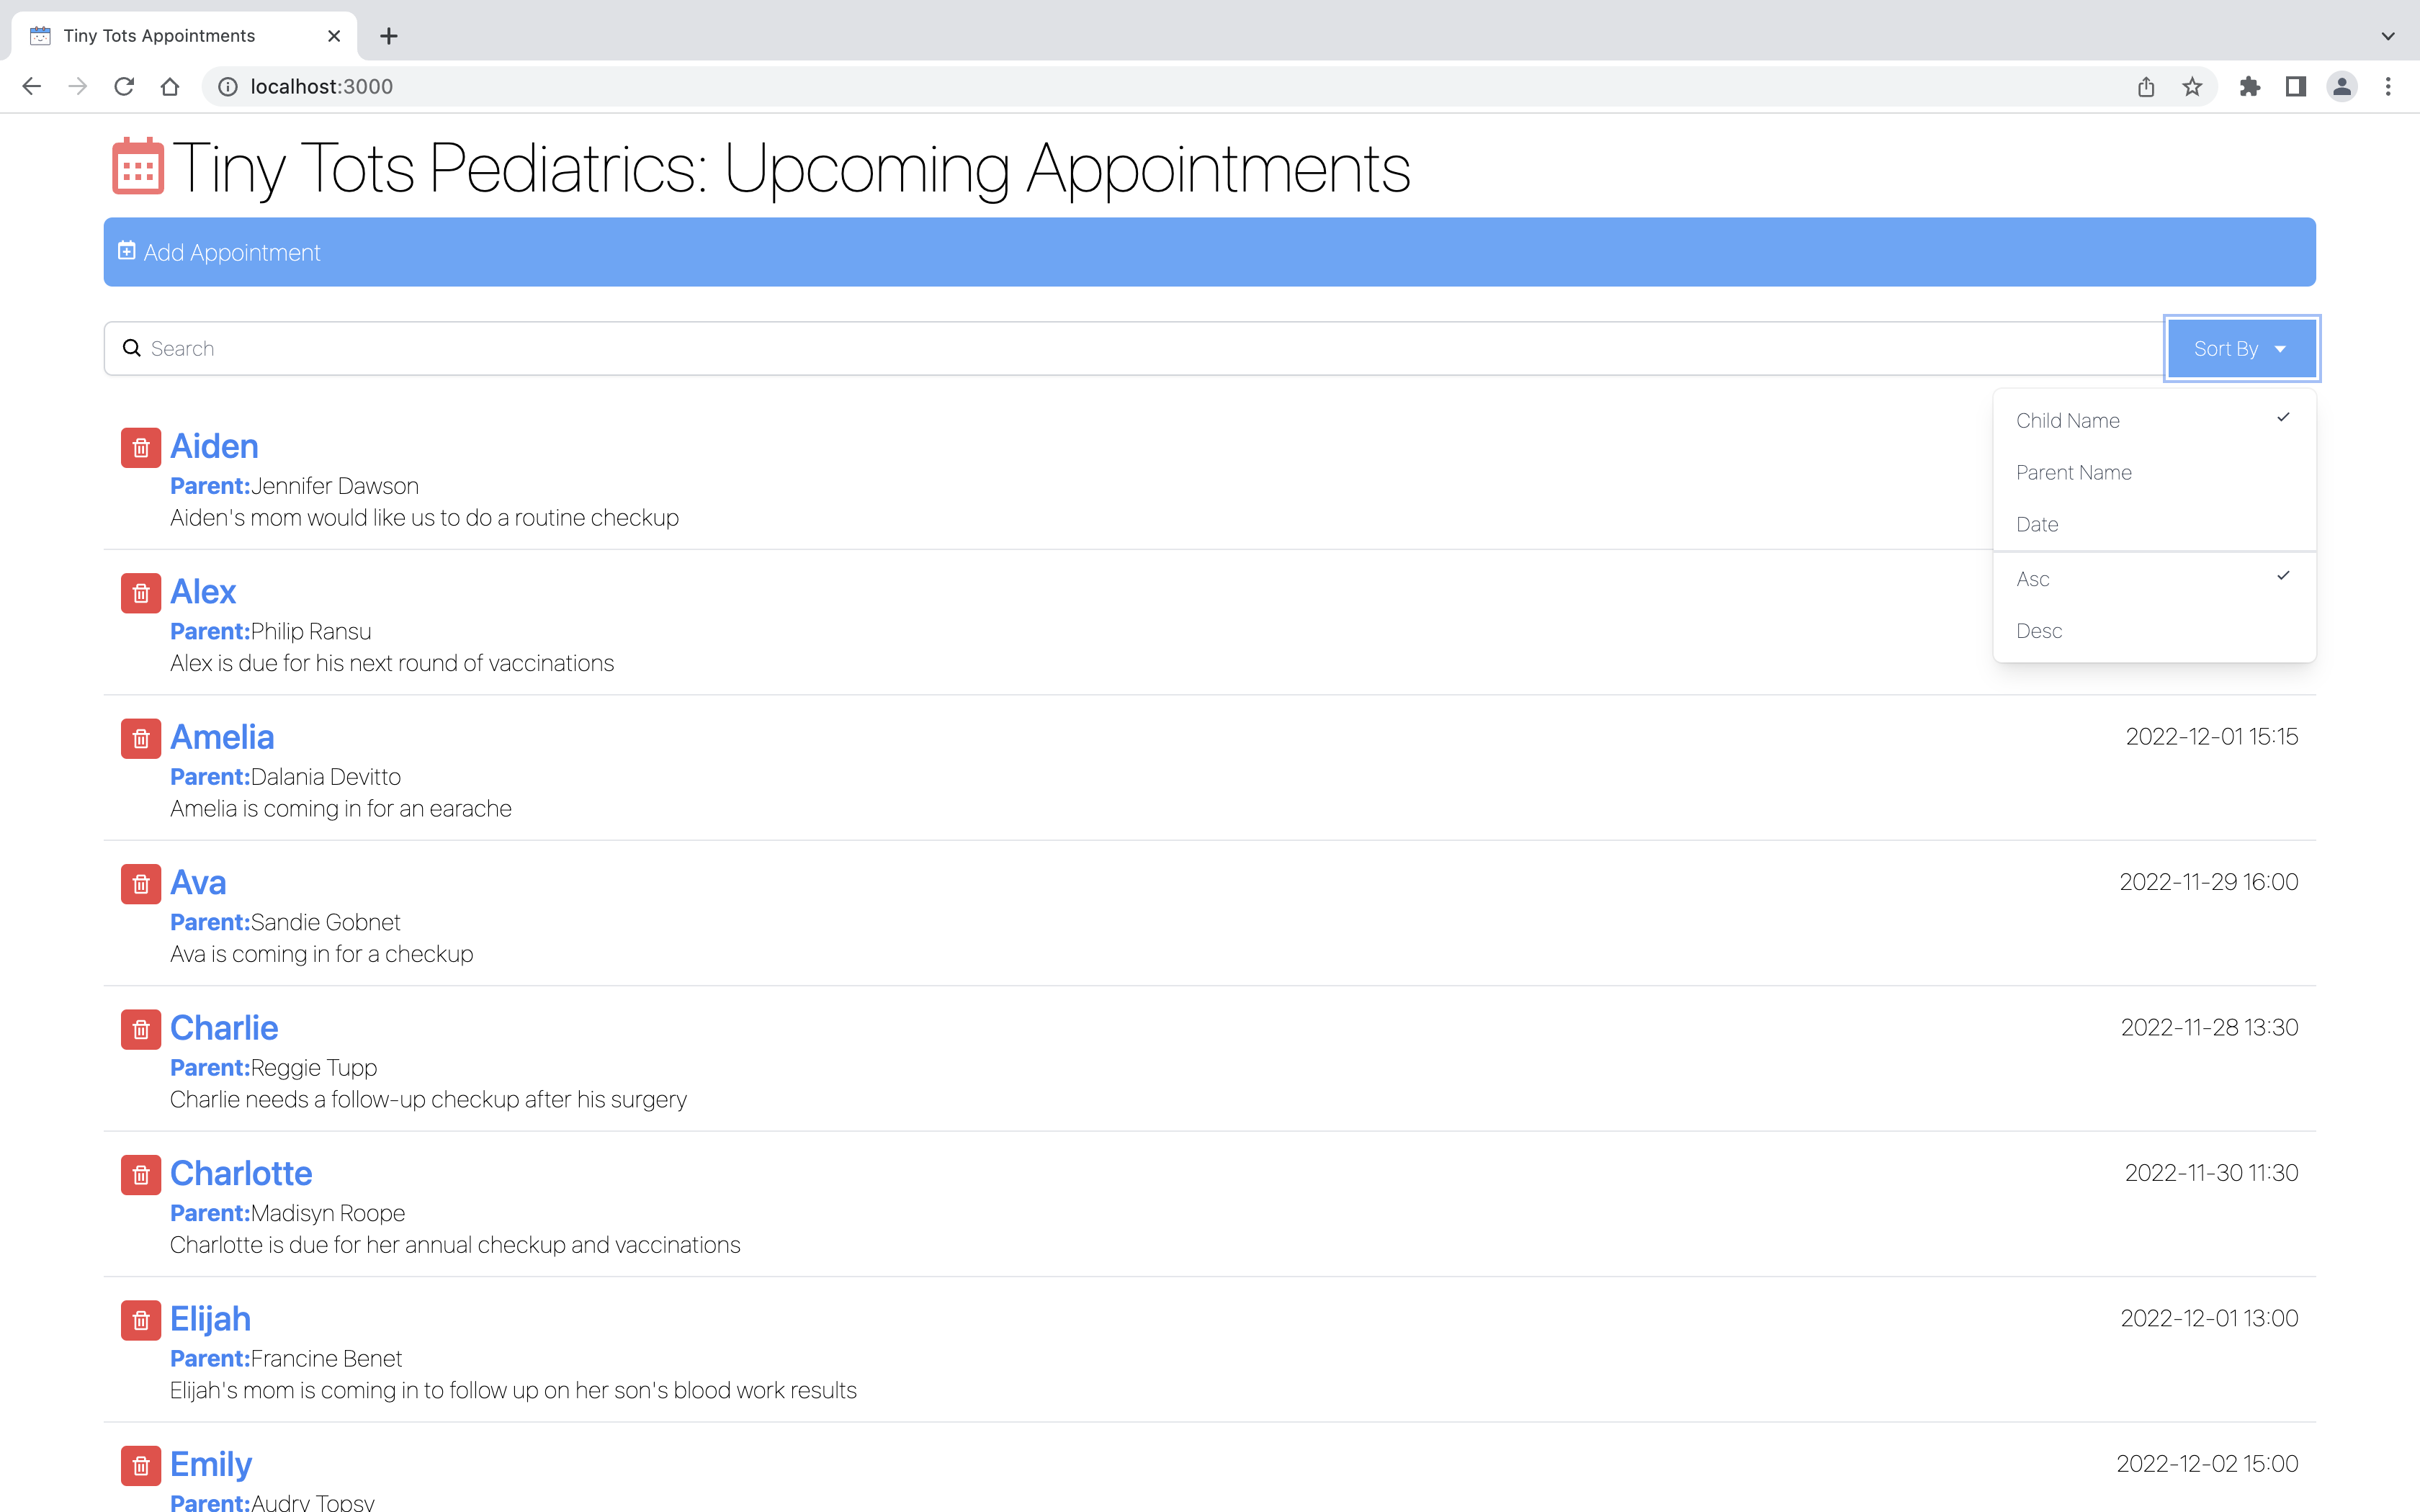 Tiny Tots Appointments
localhost:3000
Tiny Tots Pediatrics: Upcoming Appointments
Add Appointment
Search
Sort By
Child Name
Parent Name
Date
Asc
Desc
Aiden
Parent:Jennifer Dawson
Aiden's mom would like us to do a routine checkup
Alex
Parent:Philip Ransu
Alex is due for his next round of vaccinations
Amelia
2022-12-01 15:15
Parent:Dalania Devitto
Amelia is coming in for an earache
Ava
2022-11-29 16:00
Parent:Sandie Gobnet
Ava is coming in for a checkup
Charlie
2022-11-28 13:30
Parent:Reggie Tupp
Charlie needs a follow-up checkup after his surgery
Charlotte
2022-11-30 11:30
Parent:Madisyn Roope
Charlotte is due for her annual checkup and vaccinations
Elijah
2022-12-01 13:00
Parent:Francine Benet
Elijah's mom is coming in to follow up on her son's blood work results
Emily
2022-12-02 15:00
Parent:Audry Topsy